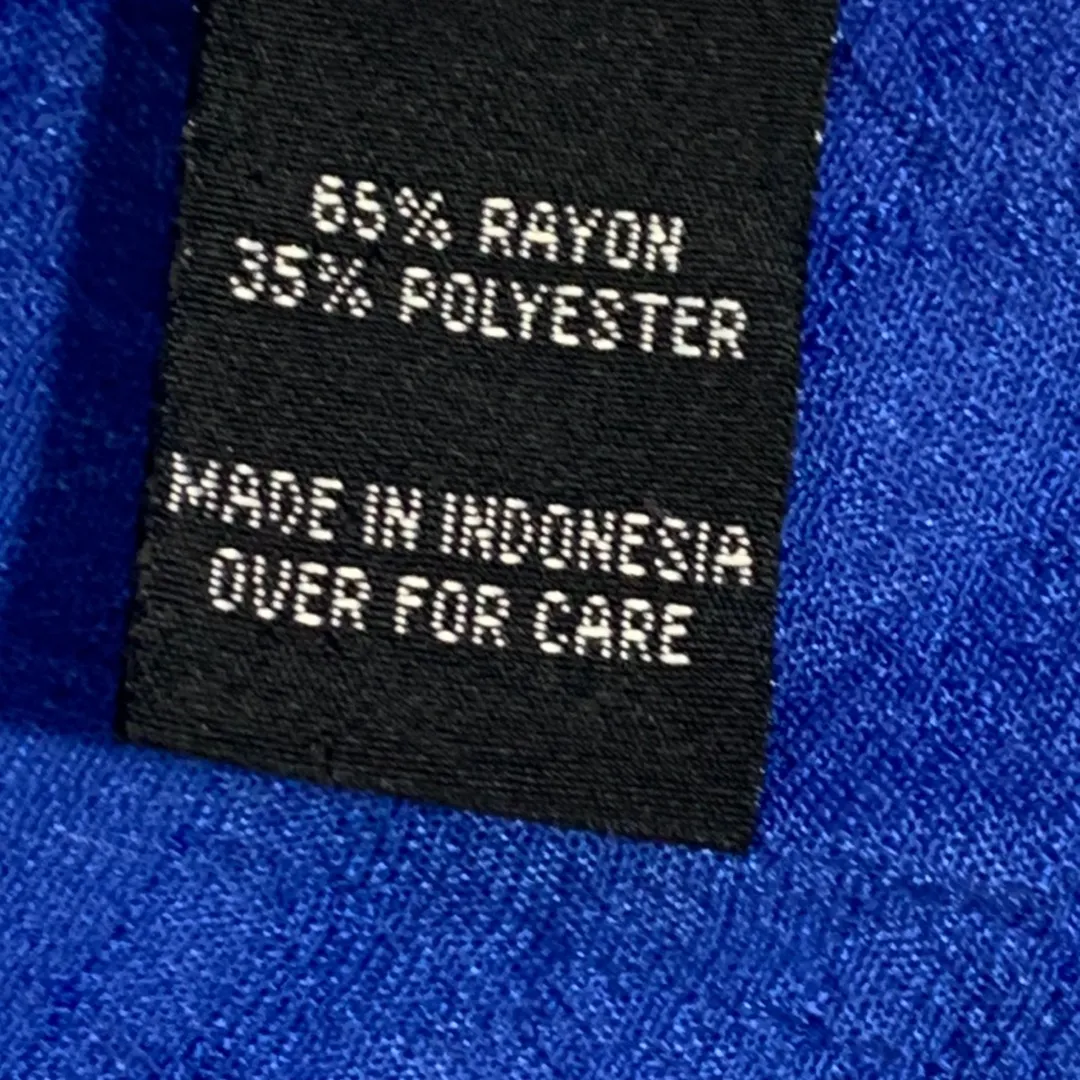 65% RAYON
35% POLYESTER
MADE IN INDONESIA
OVER FOR CARE